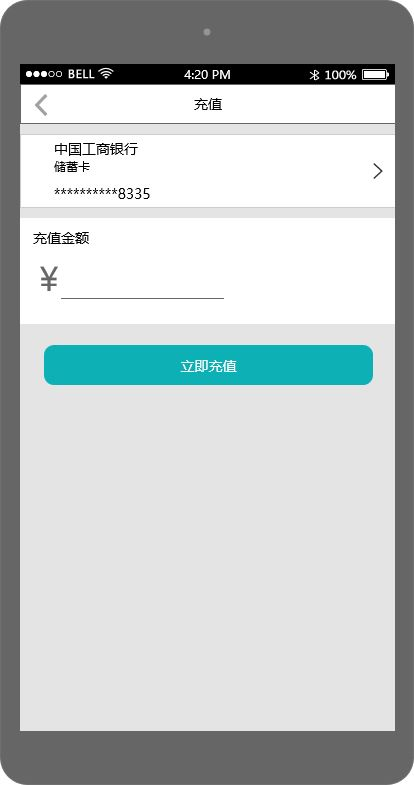 BELL 4:20 PM 100%
充值
中国工商银行
储蓄卡
**********8335
充值金额
¥
立即充值